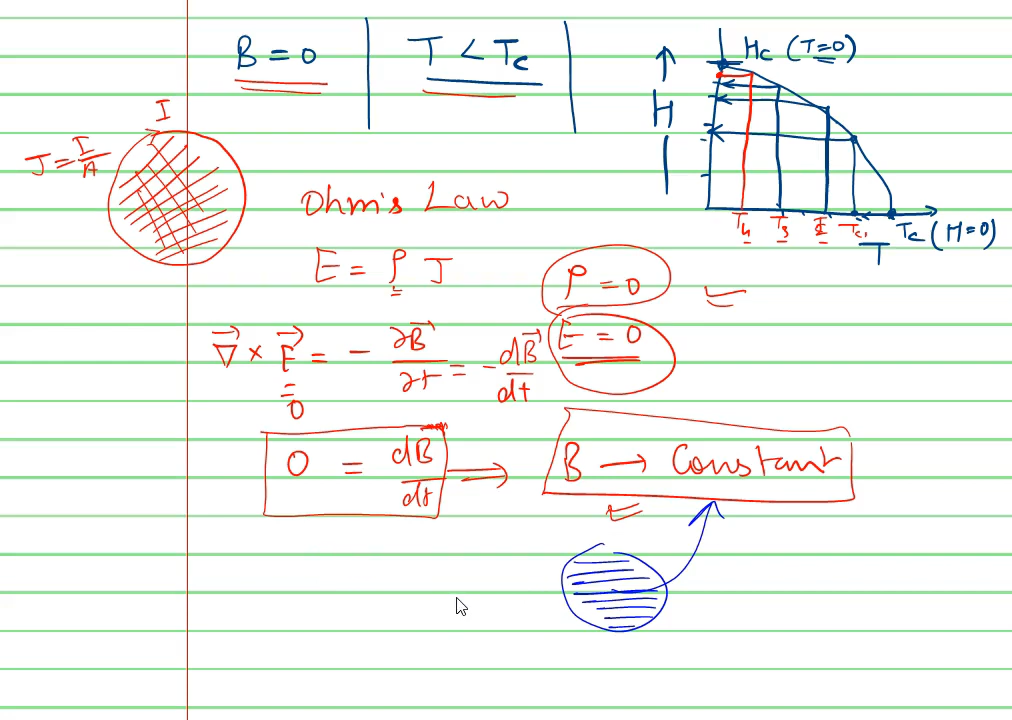 B = 0 T < Tc
Hc (T=0)
H
T4 T3 T2 Tc1 Tc (H=0)
T
I
J = I/A
Ohm's Law
E = ρ J
ρ = 0
E = 0
∇ × E = - ∂B/∂t = - dB/dt
0
0 = dB/dt ⟹ B → Constant